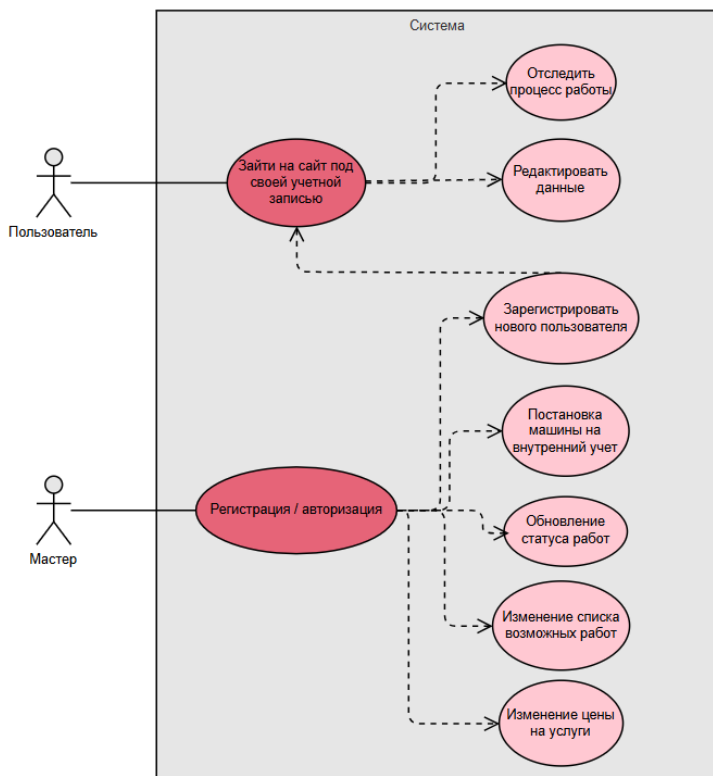 Система
Отследить
процесс работы
Зайти на сайт под
своей учетной
записью
Редактировать
данные
Пользователь
Зарегистрировать
нового пользователя
Постановка
машины на
внутренний учет
Регистрация / авторизация
Мастер
Обновление
статуса работ
Изменение списка
возможных работ
Изменение цены
на услуги